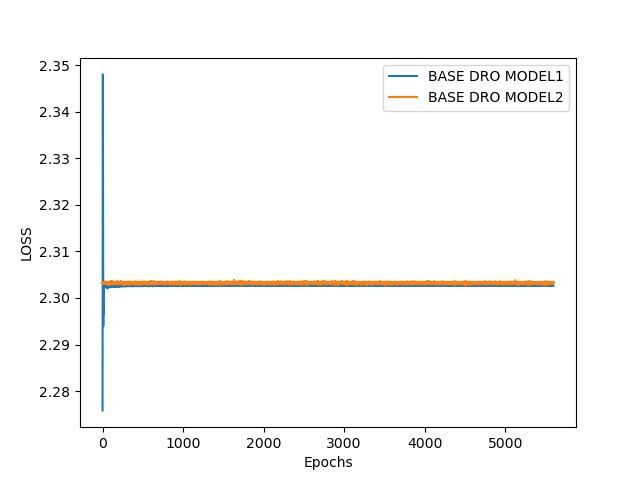 2.35
2.34
2.33
2.32
2.31
2.30
2.29
2.28
LOSS
BASE DRO MODEL1
BASE DRO MODEL2
0 1000 2000 3000 4000 5000
Epochs